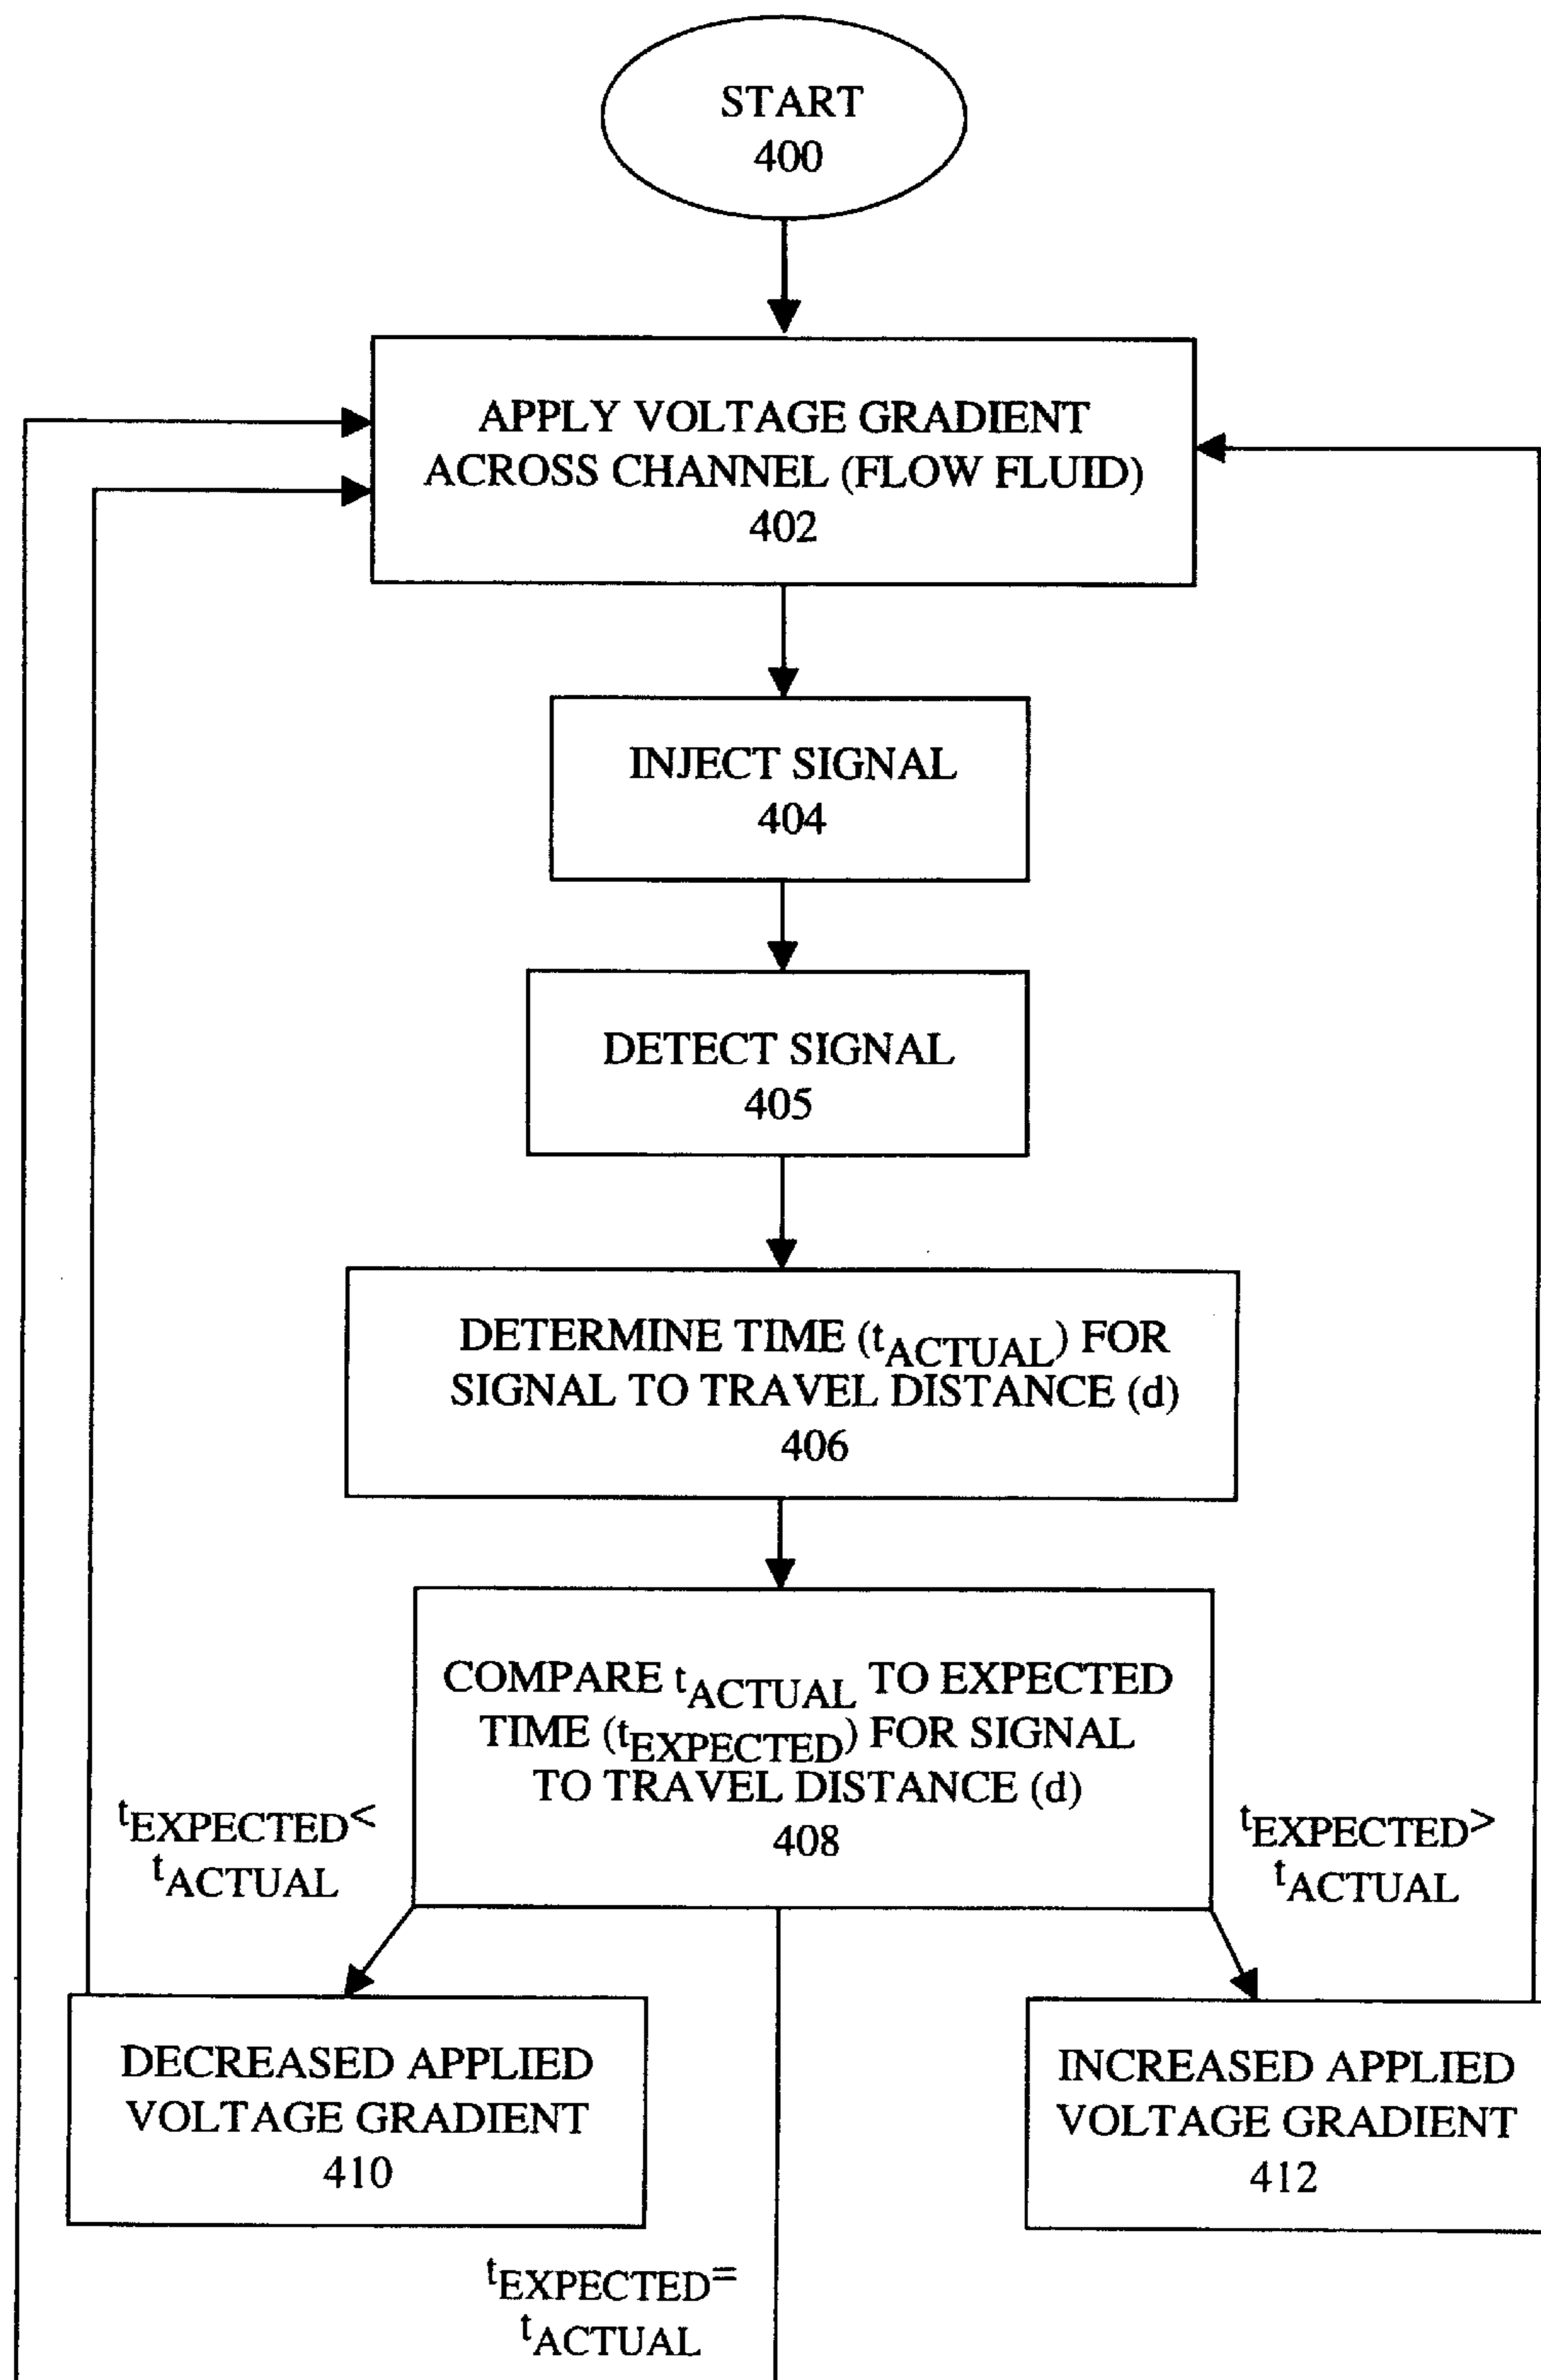 START
400
APPLY VOLTAGE GRADIENT
ACROSS CHANNEL (FLOW FLUID)
402
INJECT SIGNAL
404
DETECT SIGNAL
405
DETERMINE TIME (tACTUAL) FOR
SIGNAL TO TRAVEL DISTANCE (d)
406
COMPARE tACTUAL TO EXPECTED
TIME (tEXPECTED) FOR SIGNAL
TO TRAVEL DISTANCE (d)
408
tEXPECTED<
tACTUAL
tEXPECTED>
tACTUAL
DECREASED APPLIED
VOLTAGE GRADIENT
410
INCREASED APPLIED
VOLTAGE GRADIENT
412
tEXPECTED=
tACTUAL